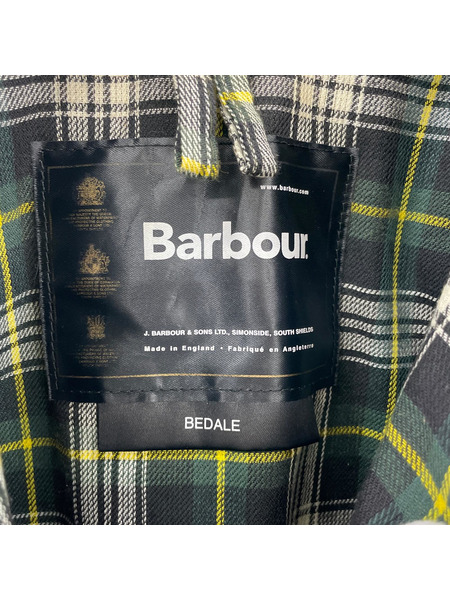 www.barbour.com
Barbour
J. BARBOUR & SONS LTD., SIMONSIDE, SOUTH SHIELDS
Made in England • Fabriqué en Angleterre
BEDALE